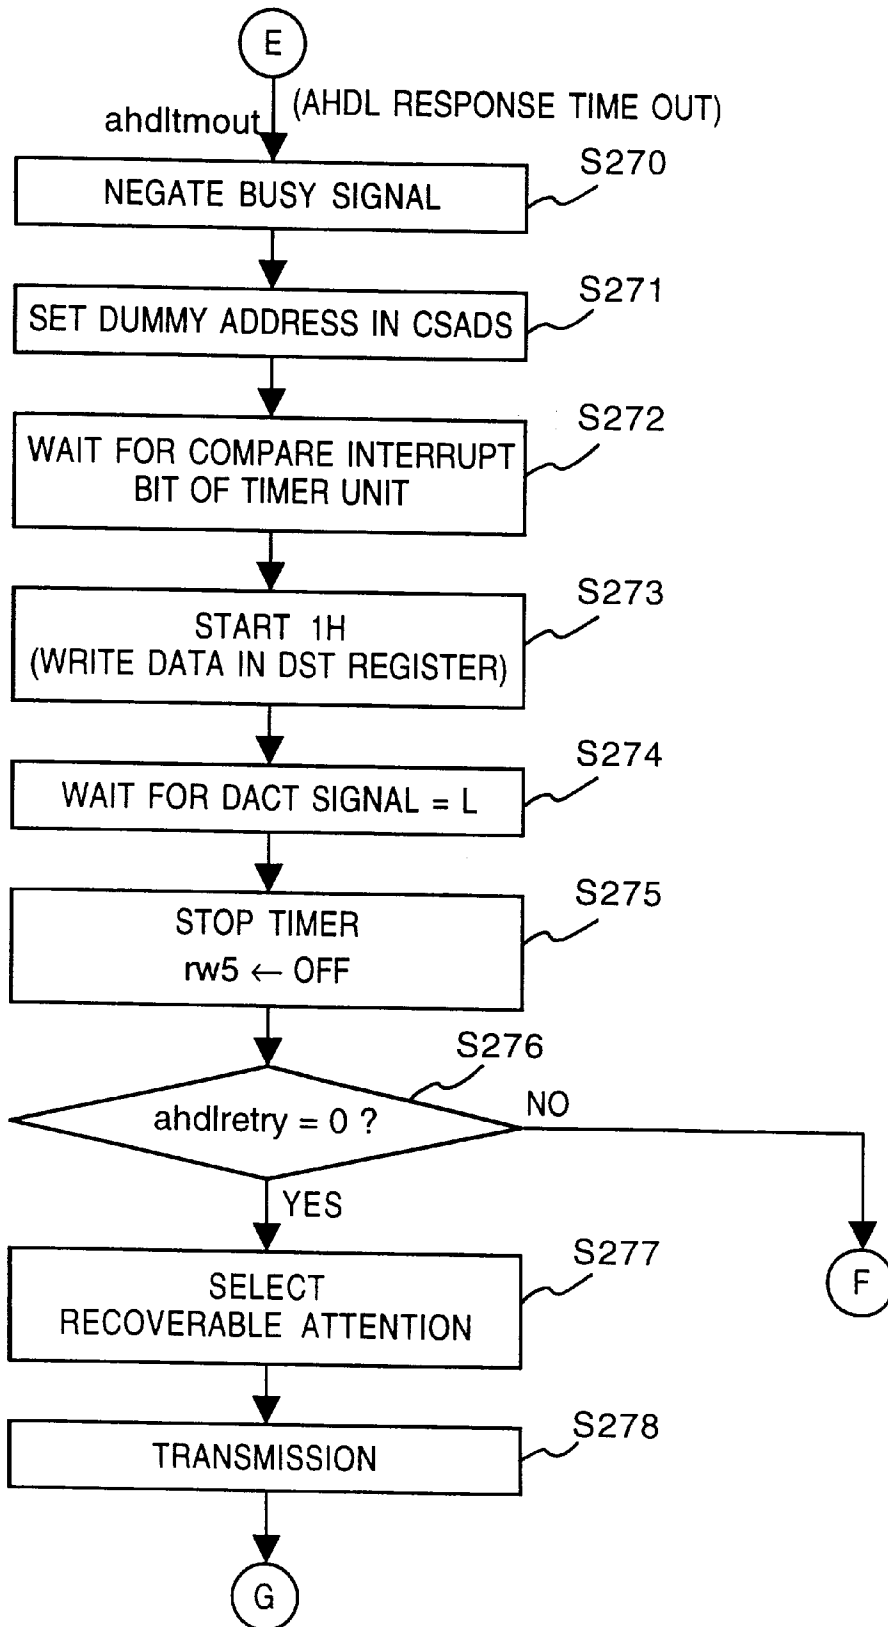 E
(AHDL RESPONSE TIME OUT)
ahdltmout
S270
NEGATE BUSY SIGNAL
S271
SET DUMMY ADDRESS IN CSADS
S272
WAIT FOR COMPARE INTERRUPT
BIT OF TIMER UNIT
S273
START 1H
(WRITE DATA IN DST REGISTER)
S274
WAIT FOR DACT SIGNAL = L
S275
STOP TIMER
rw5 ← OFF
S276
ahdlretry = 0 ?
NO
YES
S277
SELECT
RECOVERABLE ATTENTION
F
S278
TRANSMISSION
G